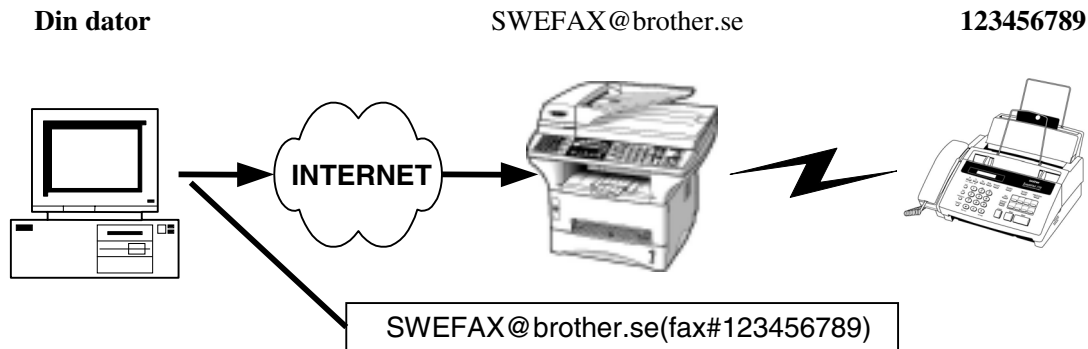 Din dator SWEFAX@brother.se 123456789
INTERNET
SWEFAX@brother.se(fax#123456789)